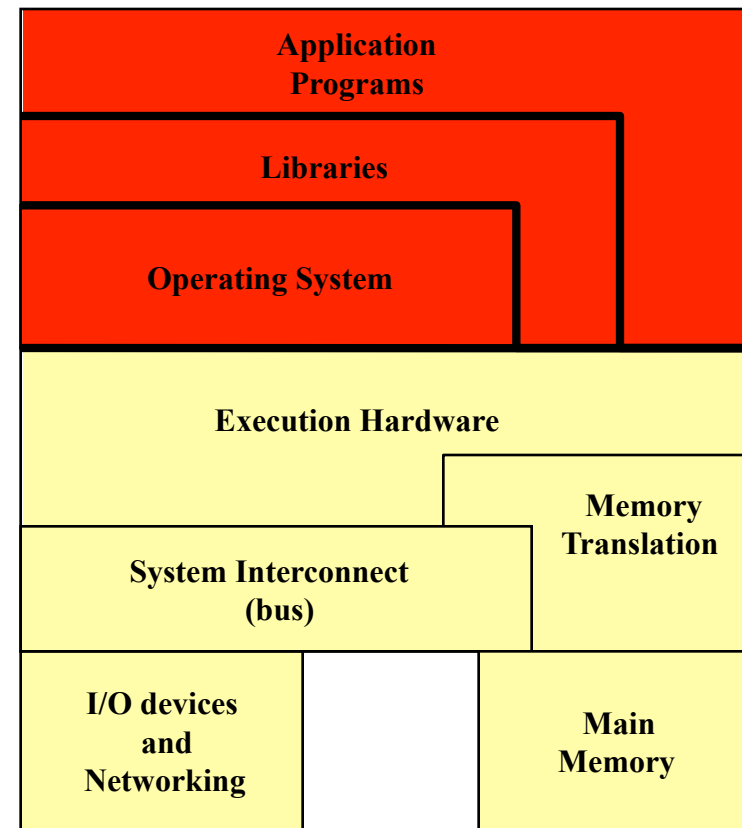 Application
Programs
Libraries
Operating System
Execution Hardware
Memory
Translation
System Interconnect
(bus)
I/O devices
and
Networking
Main
Memory